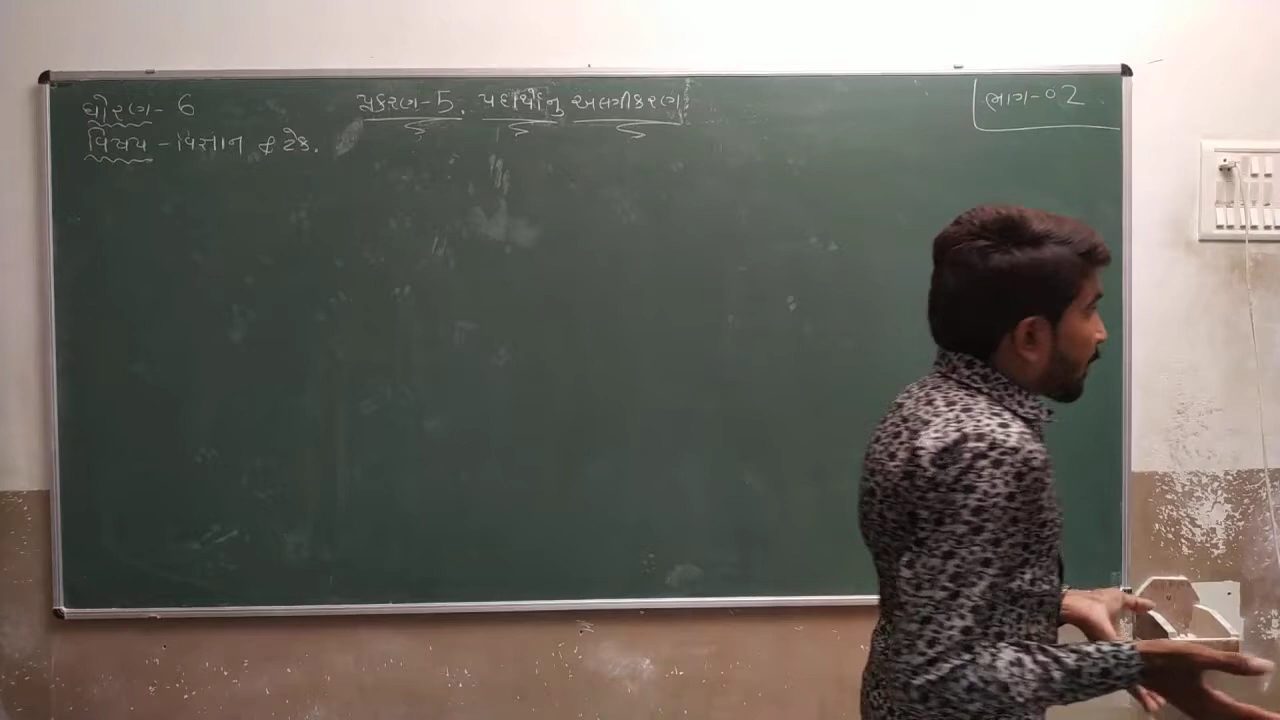 ધોરણ - 6
પ્રકરણ - 5. પદાર્થોનું અલગીકરણ
ભાગ - 02
વિષય - વિજ્ઞાન & ટેક.